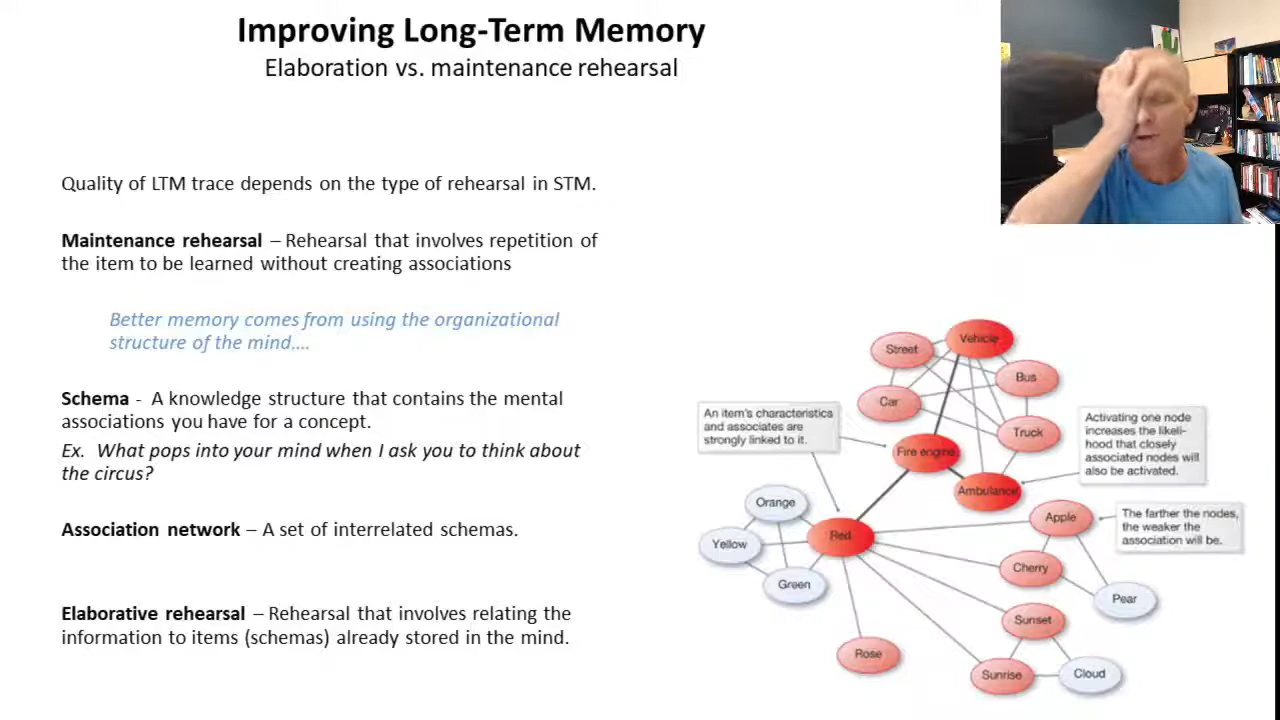 Improving Long-Term Memory
Elaboration vs. maintenance rehearsal
Quality of LTM trace depends on the type of rehearsal in STM.
Maintenance rehearsal – Rehearsal that involves repetition of
the item to be learned without creating associations
Better memory comes from using the organizational
structure of the mind....
Schema - A knowledge structure that contains the mental
associations you have for a concept.
Ex. What pops into your mind when I ask you to think about
the circus?
Association network – A set of interrelated schemas.
Elaborative rehearsal – Rehearsal that involves relating the
information to items (schemas) already stored in the mind.
Vehicle
Street
Bus
Car
Truck
An item's characteristics
and associates are
strongly linked to it.
Activating one node
increases the likeli-
hood that closely
associated nodes will
also be activated.
Fire engine
Ambulance
Orange
Apple
The farther the nodes,
the weaker the
association will be.
Red
Yellow
Cherry
Green
Pear
Sunset
Rose
Sunrise
Cloud